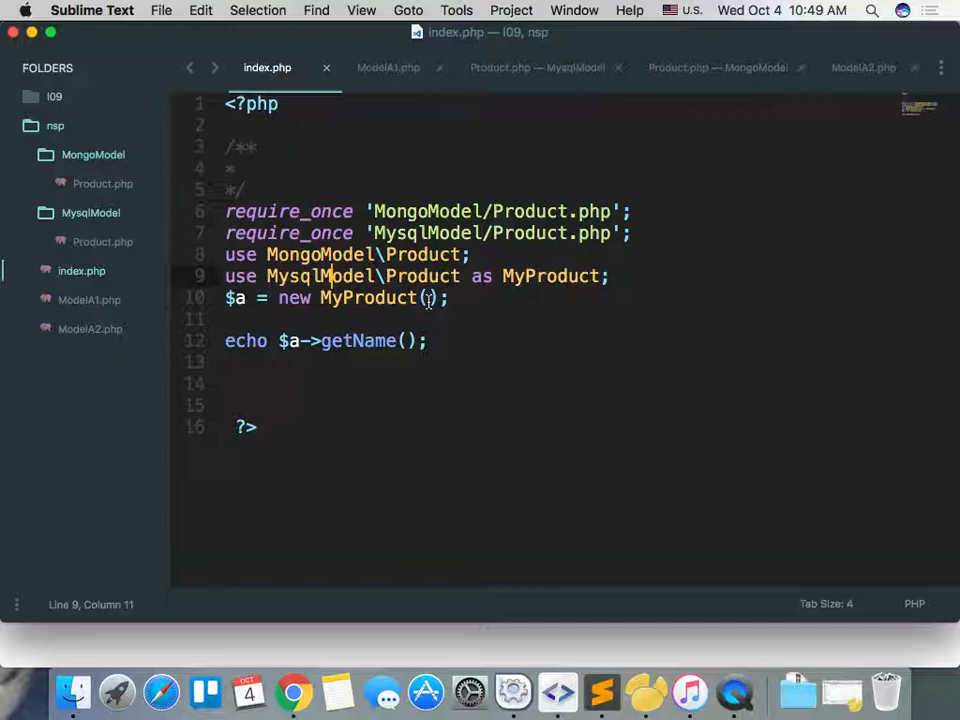 Sublime Text File Edit Selection Find View Goto Tools Project Window Help U.S. Wed Oct 4 10:49 AM
index.php — l09, nsp
FOLDERS
l09
nsp
MongoModel
Product.php
MysqlModel
Product.php
index.php
ModelA1.php
ModelA2.php
index.php ModelA1.php Product.php — MysqlModel Product.php — MongoModel ModelA2.php
1 <?php
2
3 /**
4 *
5 */
6 require_once 'MongoModel/Product.php';
7 require_once 'MysqlModel/Product.php';
8 use MongoModel\Product;
9 use MysqlModel\Product as MyProduct;
10 $a = new MyProduct();
11
12 echo $a->getName();
13
14
15
16 ?>
Line 9, Column 11 Tab Size: 4 PHP
OCT
4